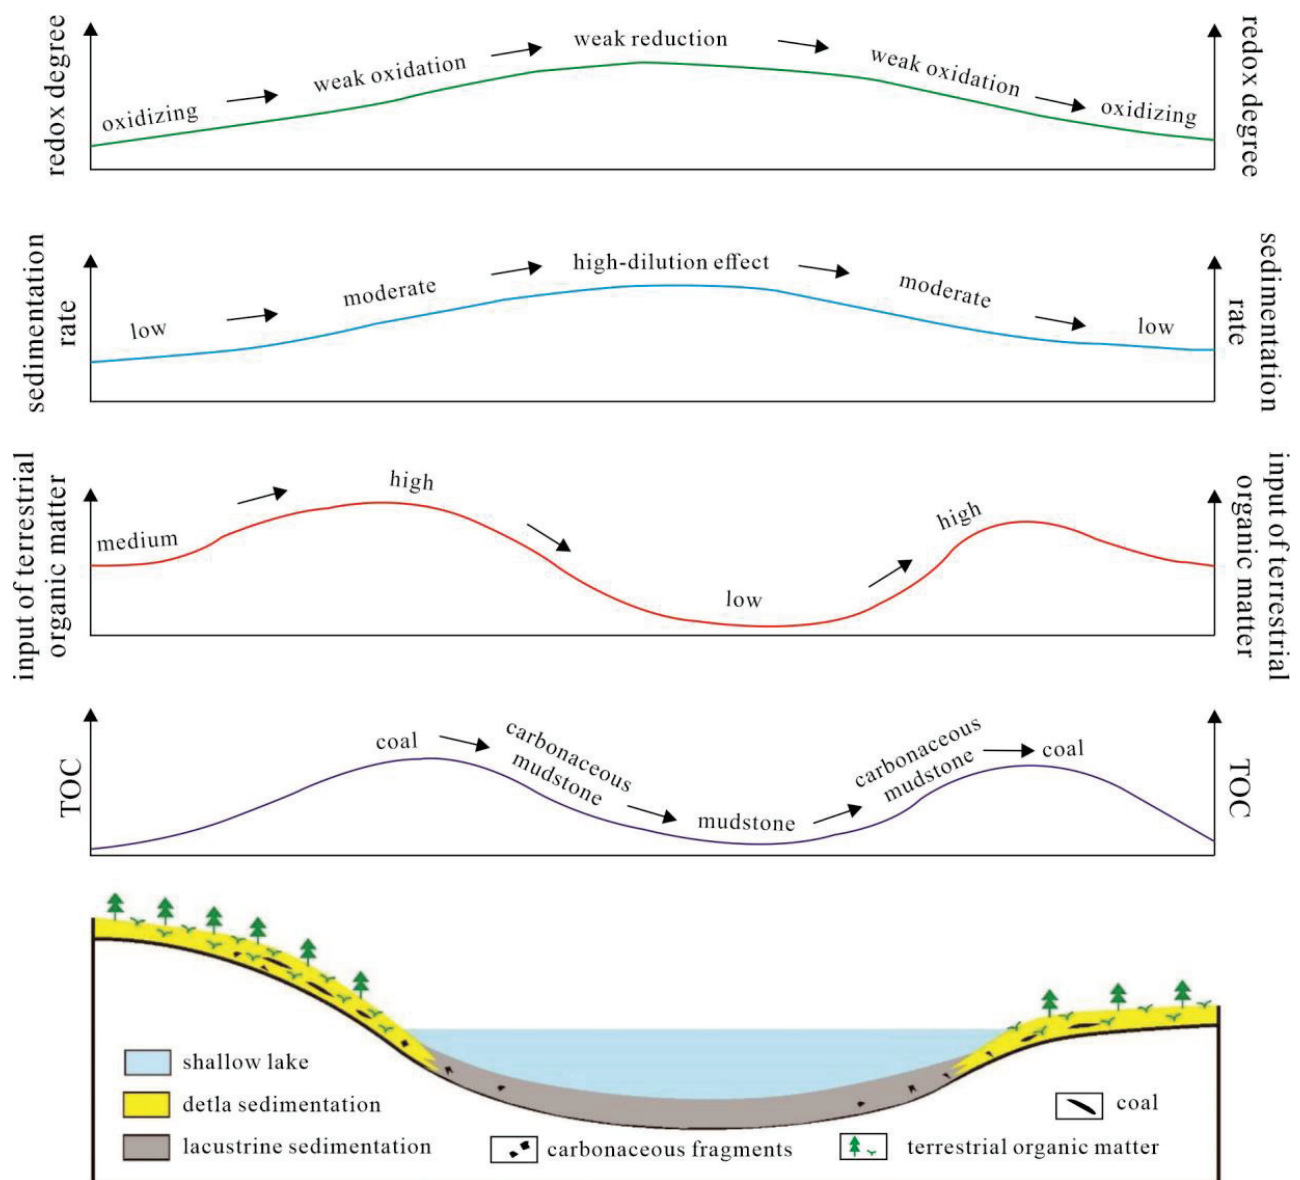 redox degree
oxidizing
weak oxidation
weak reduction
weak oxidation
oxidizing
redox degree
sedimentation
rate
low
moderate
high-dilution effect
moderate
low
sedimentation
rate
input of terrestrial
organic matter
medium
high
low
high
input of terrestrial
organic matter
TOC
coal
carbonaceous
mudstone
mudstone
carbonaceous
mudstone
coal
TOC
shallow lake
detla sedimentation
lacustrine sedimentation
carbonaceous fragments
coal
terrestrial organic matter